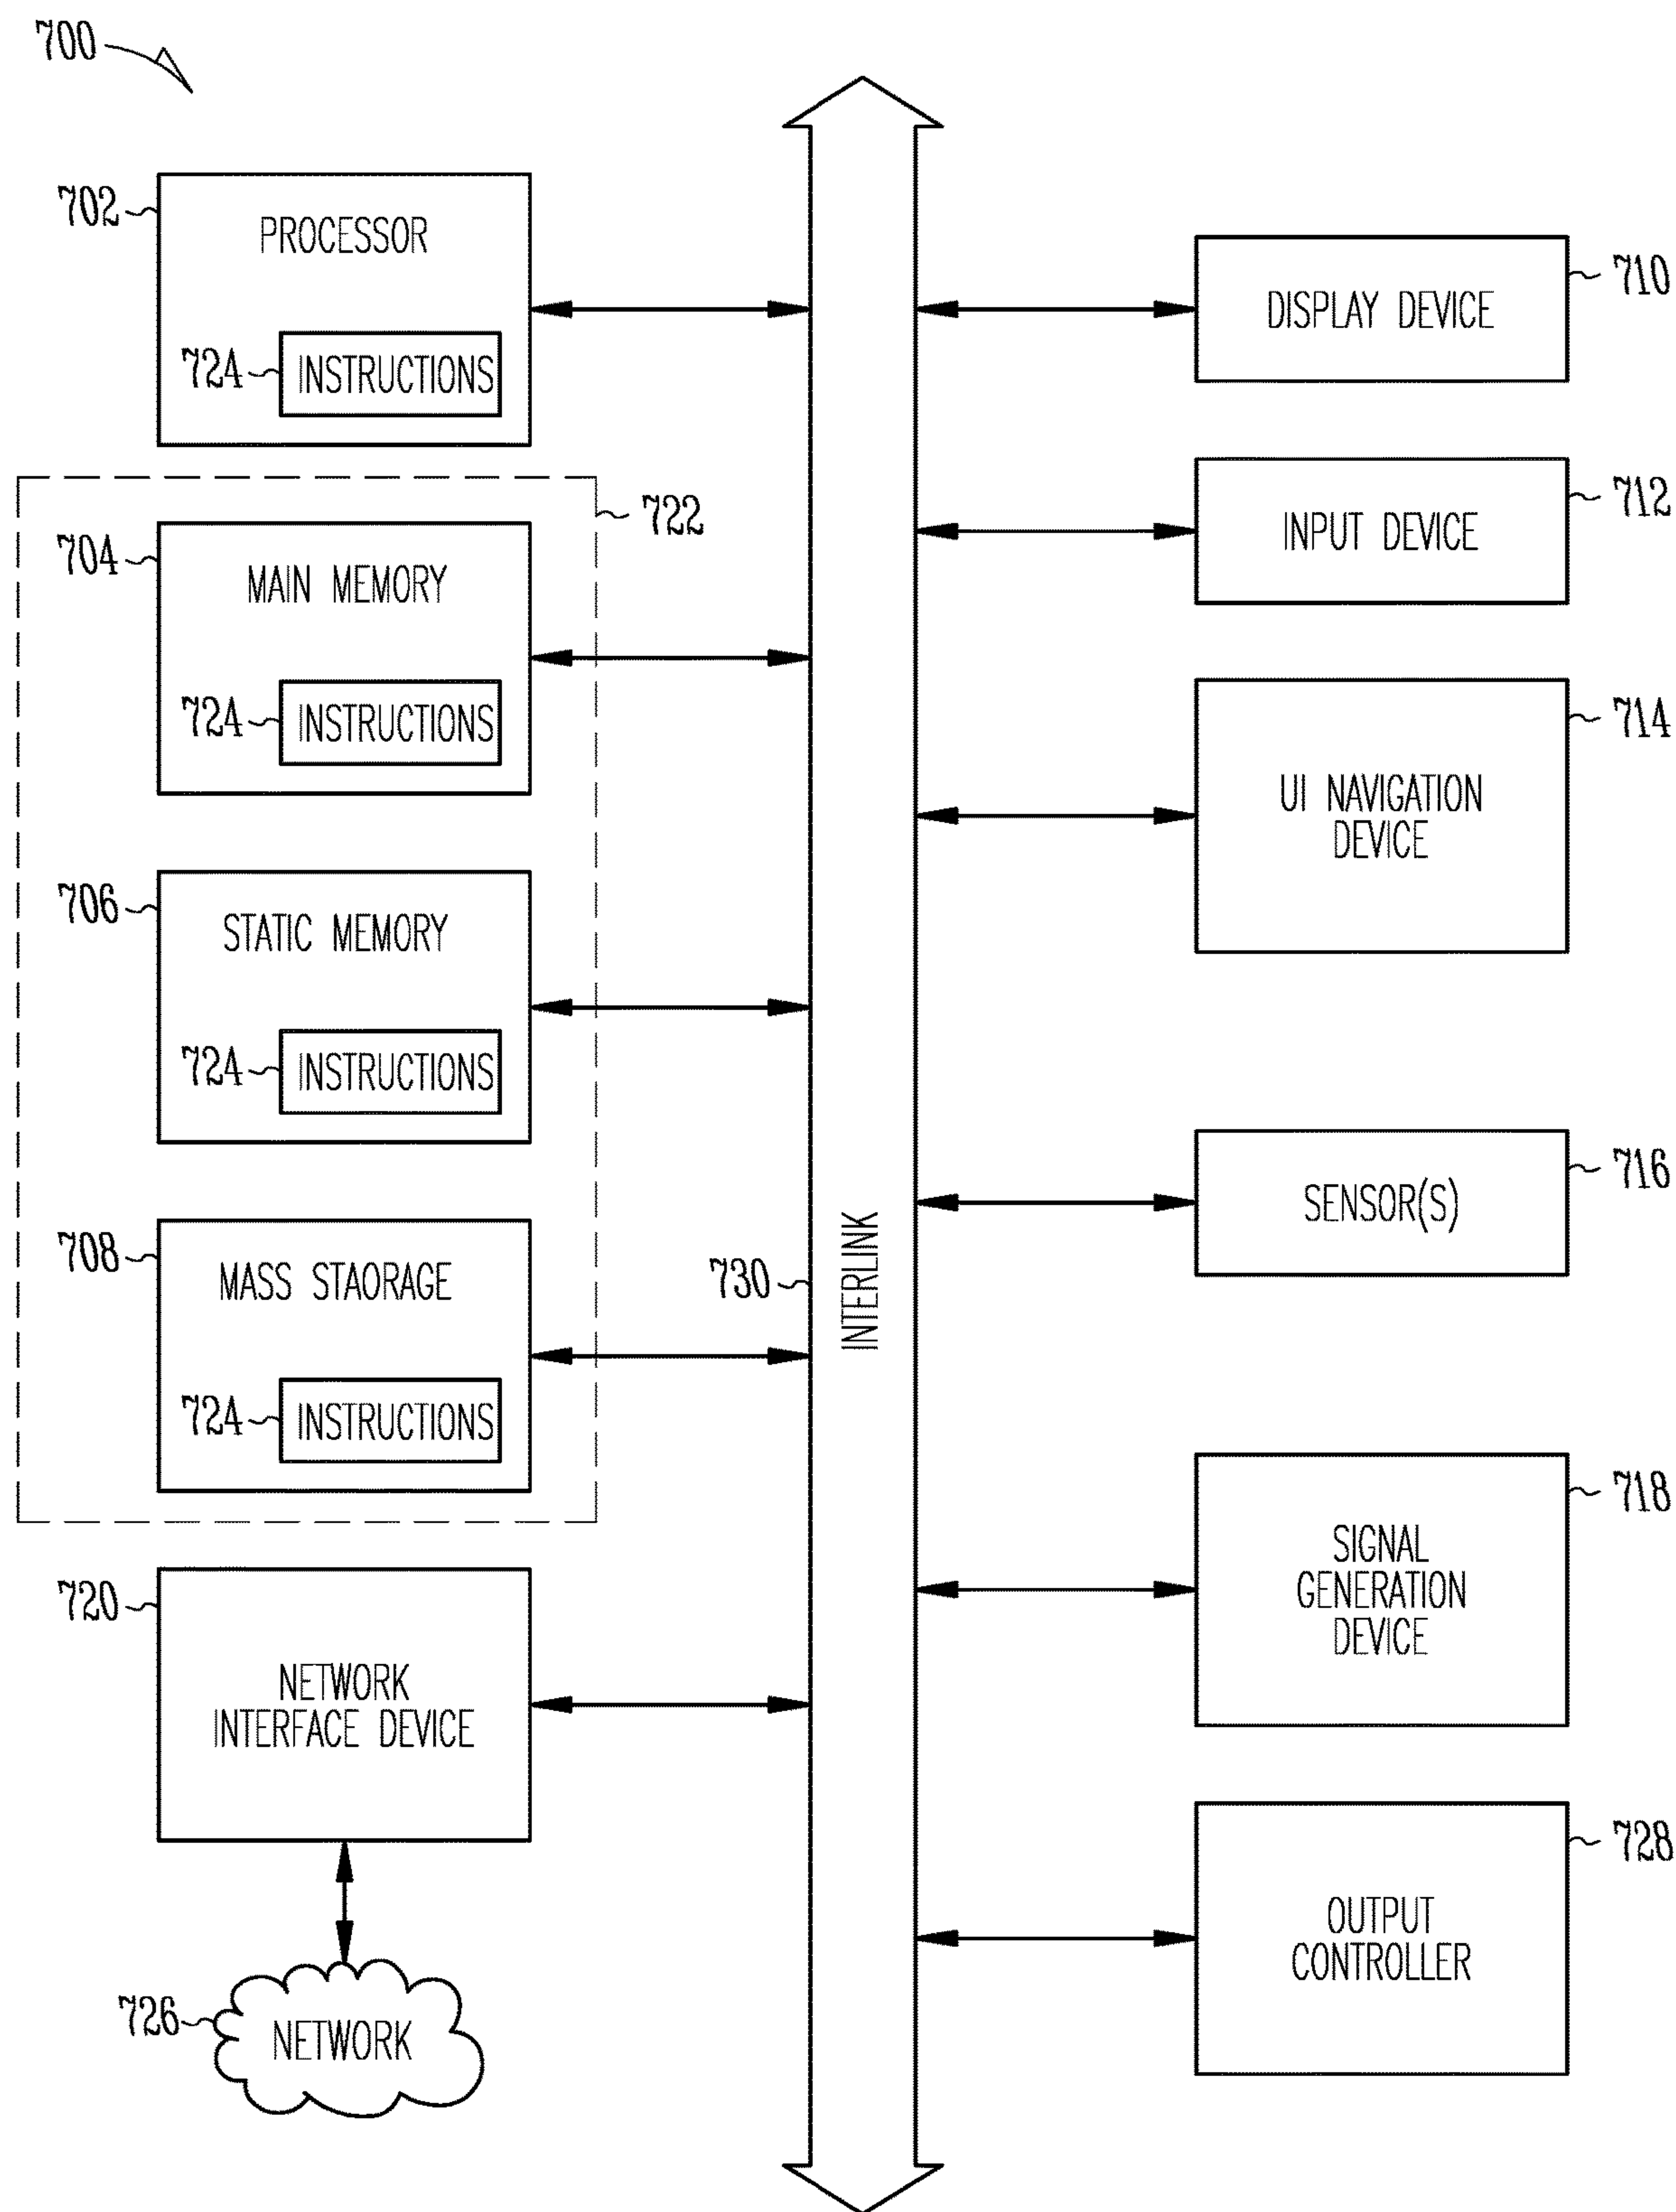 700
702
PROCESSOR
724
INSTRUCTIONS
722
704
MAIN MEMORY
724
INSTRUCTIONS
706
STATIC MEMORY
724
INSTRUCTIONS
708
MASS STAORAGE
724
INSTRUCTIONS
720
NETWORK
INTERFACE DEVICE
726
NETWORK
730
INTERLINK
710
DISPLAY DEVICE
712
INPUT DEVICE
714
UI NAVIGATION
DEVICE
716
SENSOR(S)
718
SIGNAL
GENERATION
DEVICE
728
OUTPUT
CONTROLLER